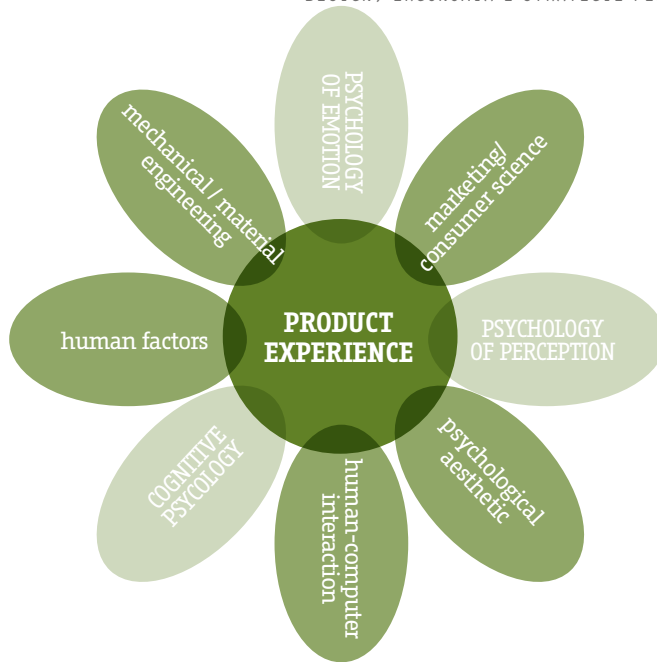 PSYCHOLOGY
OF EMOTION
mechanical / material
engineering
marketing/
consumer science
human factors
PRODUCT
EXPERIENCE
PSYCHOLOGY
OF PERCEPTION
COGNITIVE
PSYCOLOGY
human-computer
interaction
psychological
aesthetic